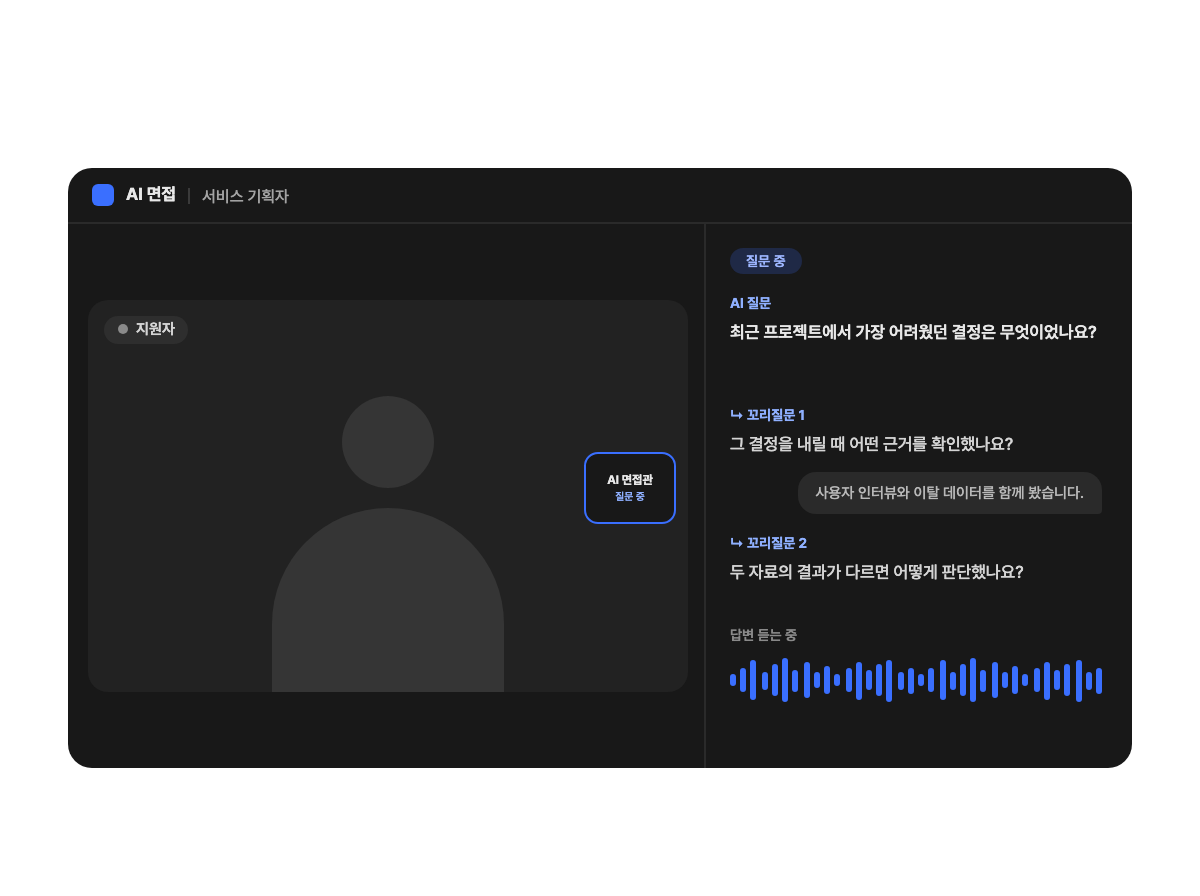 AI 면접 | 서비스 기획자
지원자
AI 면접관
질문 중
질문 중
AI 질문
최근 프로젝트에서 가장 어려웠던 결정은 무엇이었나요?
↳ 꼬리질문 1
그 결정을 내릴 때 어떤 근거를 확인했나요?
사용자 인터뷰와 이탈 데이터를 함께 봤습니다.
↳ 꼬리질문 2
두 자료의 결과가 다르면 어떻게 판단했나요?
답변 듣는 중